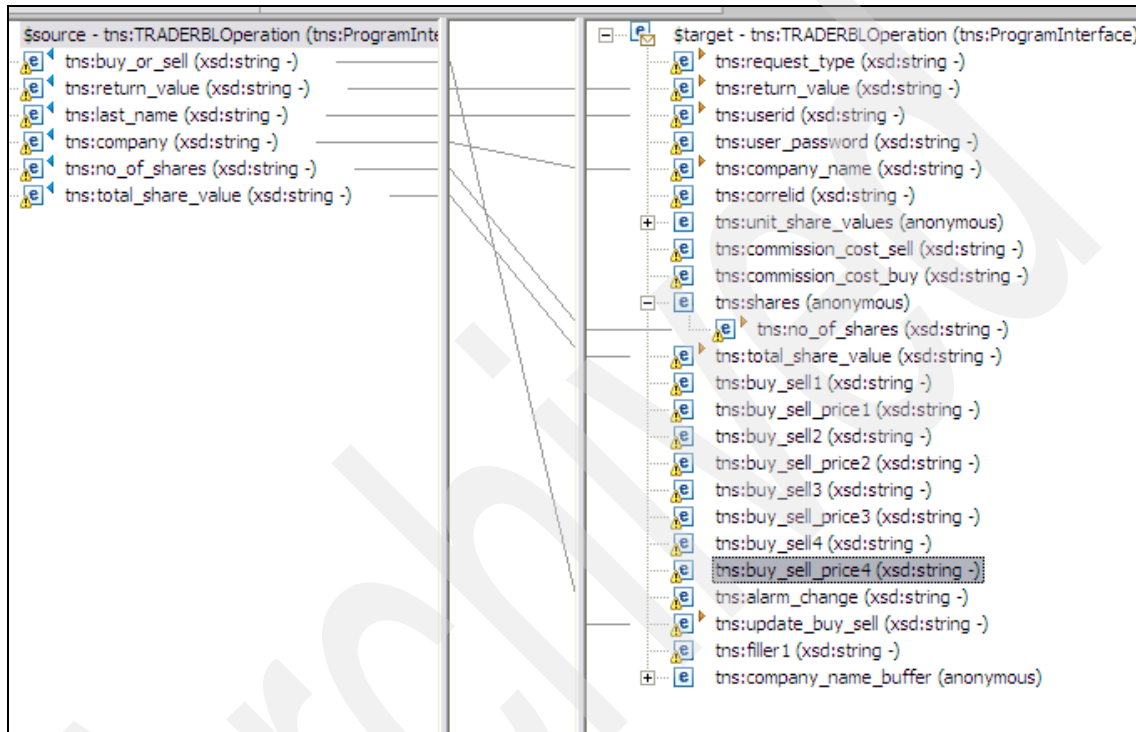 $source - tns:TRADERBLOperation (tns:ProgramInte
tns:buy_or_sell (xsd:string -)
tns:return_value (xsd:string -)
tns:last_name (xsd:string -)
tns:company (xsd:string -)
tns:no_of_shares (xsd:string -)
tns:total_share_value (xsd:string -)
$target - tns:TRADERBLOperation (tns:ProgramInterface)
tns:request_type (xsd:string -)
tns:return_value (xsd:string -)
tns:userid (xsd:string -)
tns:user_password (xsd:string -)
tns:company_name (xsd:string -)
tns:correlid (xsd:string -)
tns:unit_share_values (anonymous)
tns:commission_cost_sell (xsd:string -)
tns:commission_cost_buy (xsd:string -)
tns:shares (anonymous)
tns:no_of_shares (xsd:string -)
tns:total_share_value (xsd:string -)
tns:buy_sell1 (xsd:string -)
tns:buy_sell_price1 (xsd:string -)
tns:buy_sell2 (xsd:string -)
tns:buy_sell_price2 (xsd:string -)
tns:buy_sell3 (xsd:string -)
tns:buy_sell_price3 (xsd:string -)
tns:buy_sell4 (xsd:string -)
tns:buy_sell_price4 (xsd:string -)
tns:alarm_change (xsd:string -)
tns:update_buy_sell (xsd:string -)
tns:filler1 (xsd:string -)
tns:company_name_buffer (anonymous)